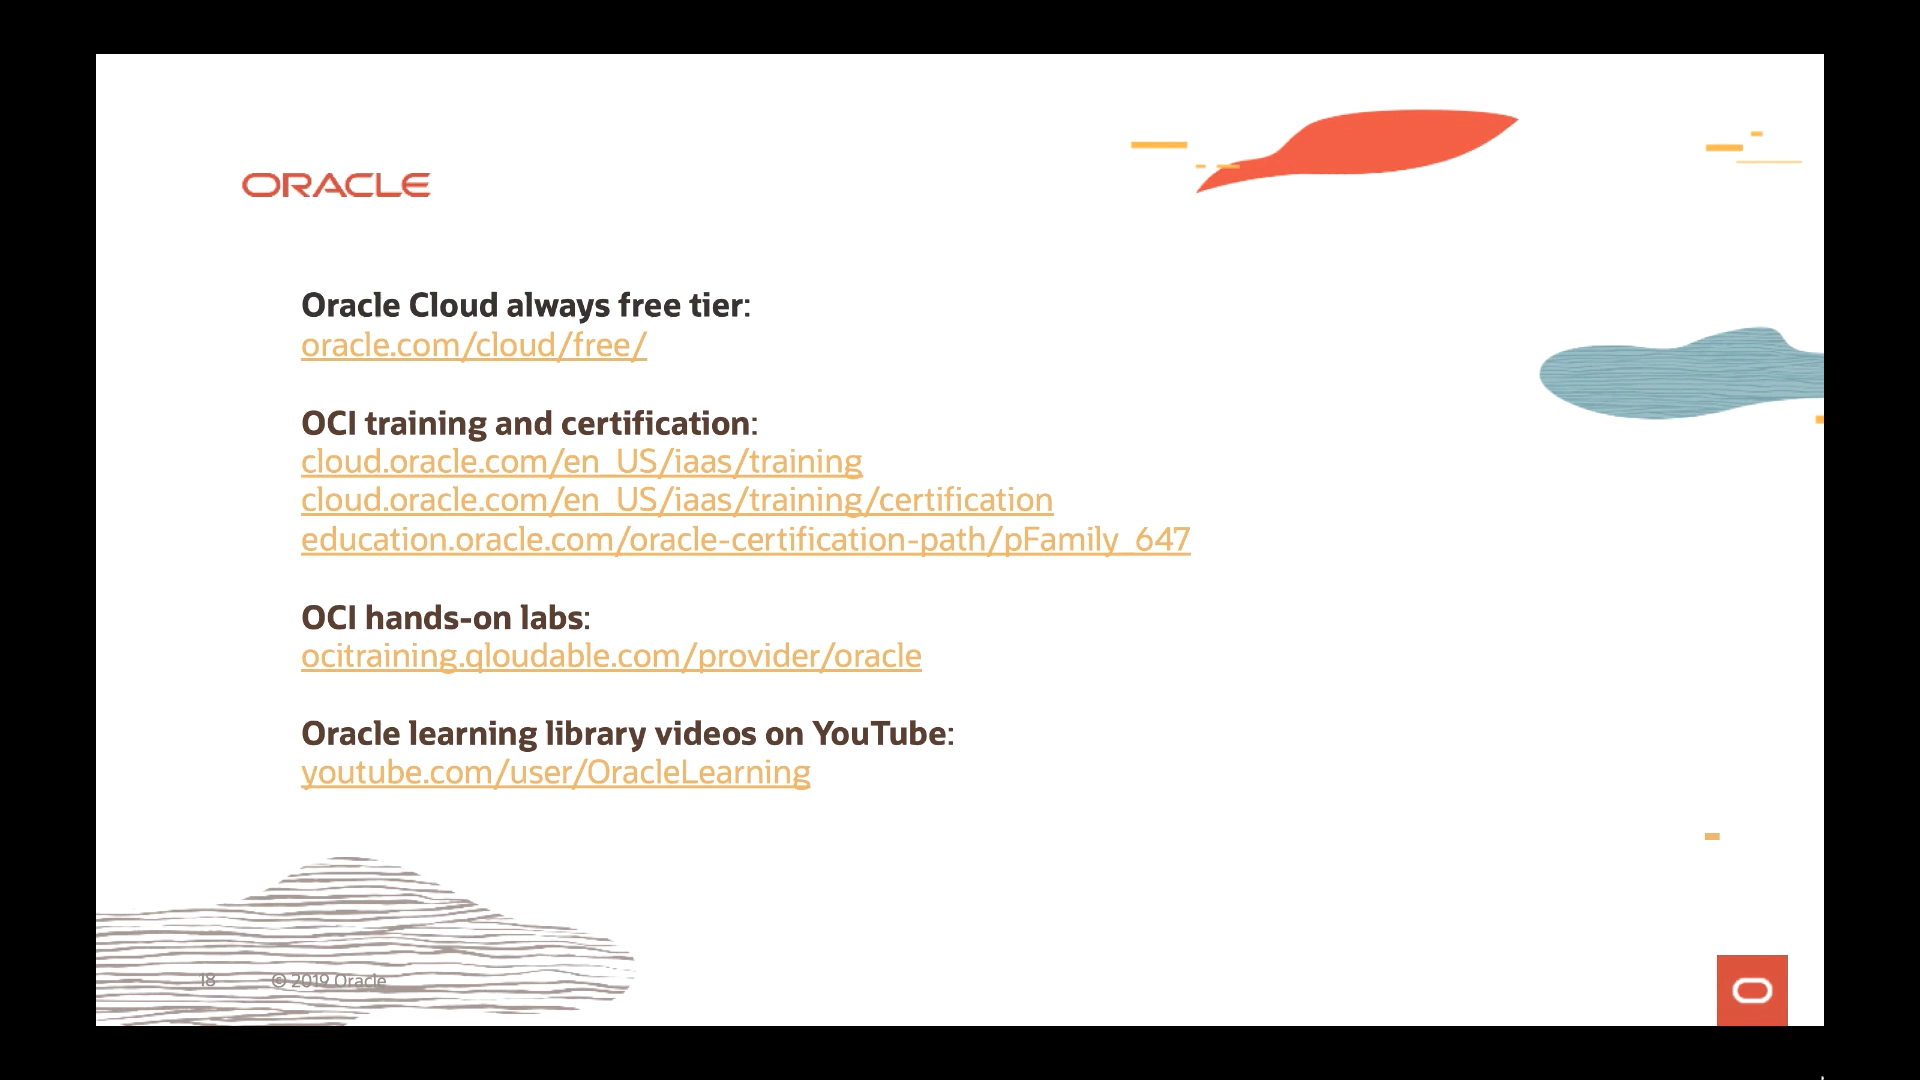 ORACLE
Oracle Cloud always free tier:
oracle.com/cloud/free/
OCI training and certification:
cloud.oracle.com/en_US/iaas/training
cloud.oracle.com/en_US/iaas/training/certification
education.oracle.com/oracle-certification-path/pFamily_647
OCI hands-on labs:
ocitraining.qloudable.com/provider/oracle
Oracle learning library videos on YouTube:
youtube.com/user/OracleLearning
18 © 2019 Oracle